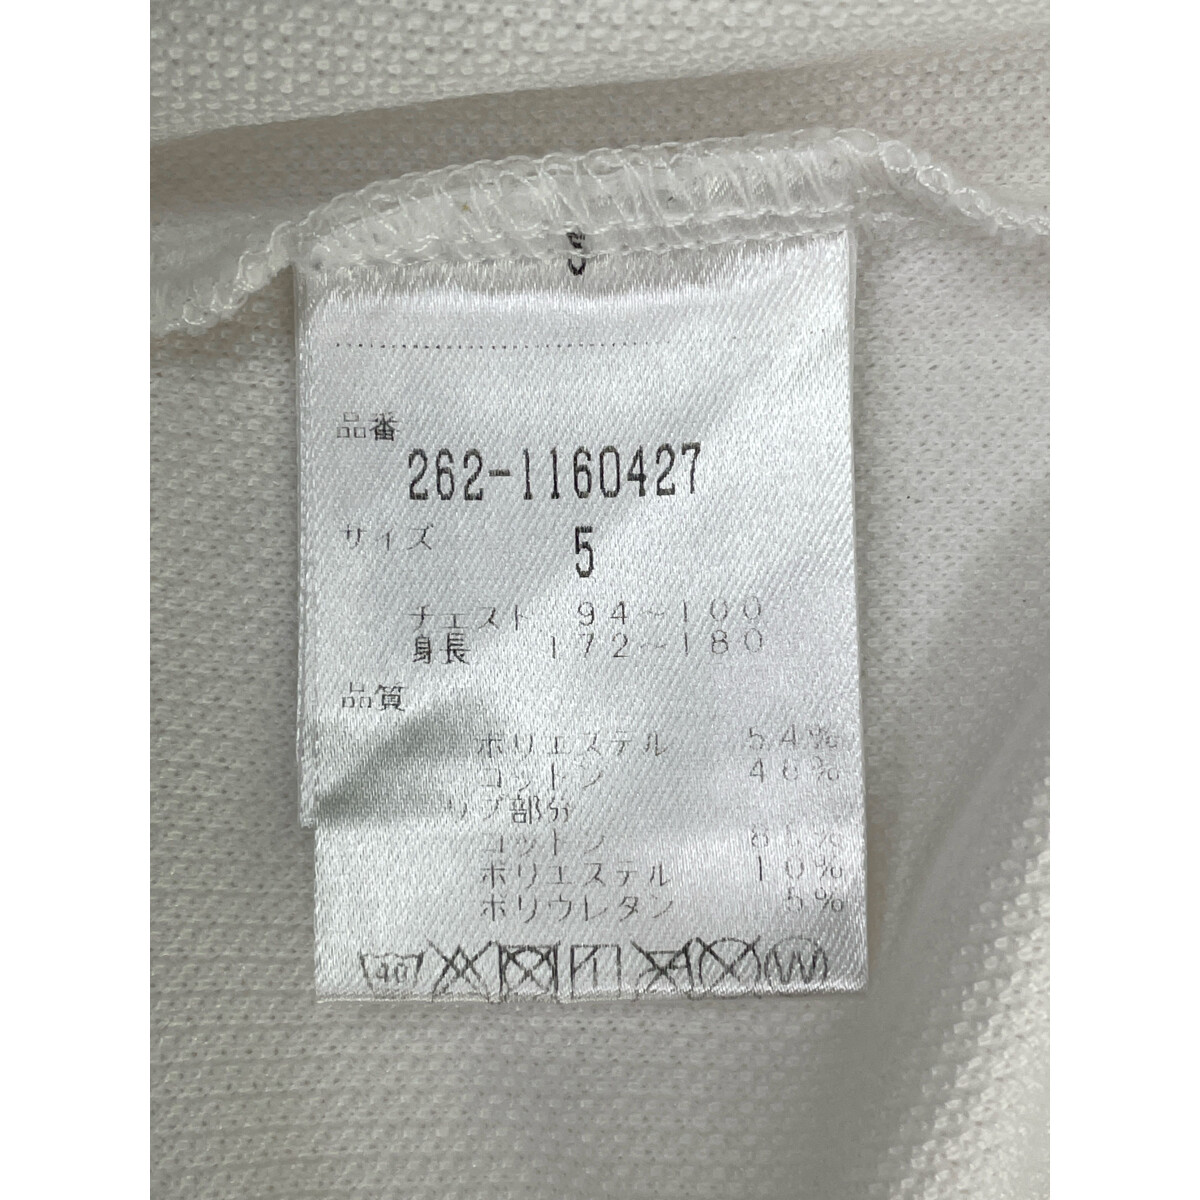 品番
262-1160427
サイズ 5
チェスト 94~100
身長 172~180
品質
ポリエステル 54%
コットン 46%
リブ部分
コットン 85%
ポリエステル 10%
ポリウレタン 5%
40